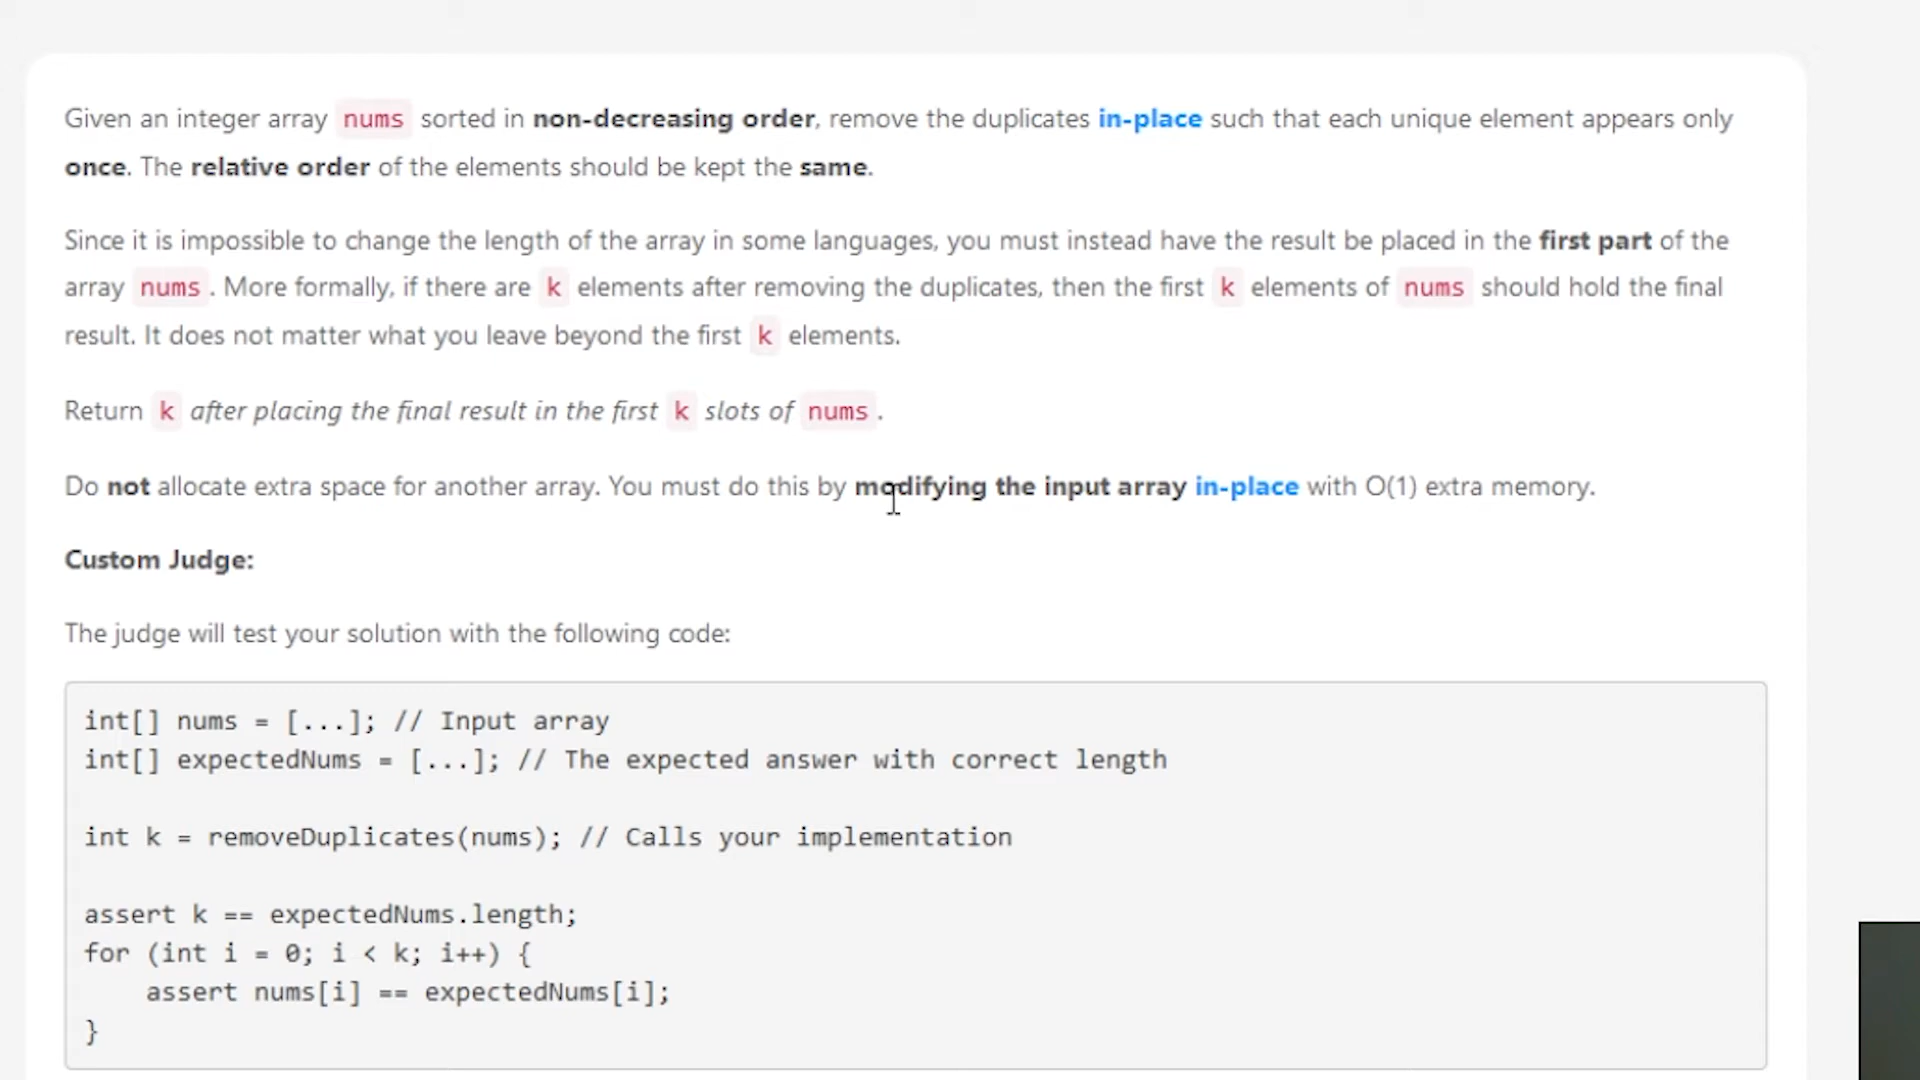 Given an integer array nums sorted in non-decreasing order, remove the duplicates in-place such that each unique element appears only
once. The relative order of the elements should be kept the same.
Since it is impossible to change the length of the array in some languages, you must instead have the result be placed in the first part of the
array nums. More formally, if there are k elements after removing the duplicates, then the first k elements of nums should hold the final
result. It does not matter what you leave beyond the first k elements.
Return k after placing the final result in the first k slots of nums.
Do not allocate extra space for another array. You must do this by modifying the input array in-place with O(1) extra memory.
Custom Judge:
The judge will test your solution with the following code:
int[] nums = [...]; // Input array
int[] expectedNums = [...]; // The expected answer with correct length
int k = removeDuplicates(nums); // Calls your implementation
assert k == expectedNums.length;
for (int i = 0; i < k; i++) {
    assert nums[i] == expectedNums[i];
}